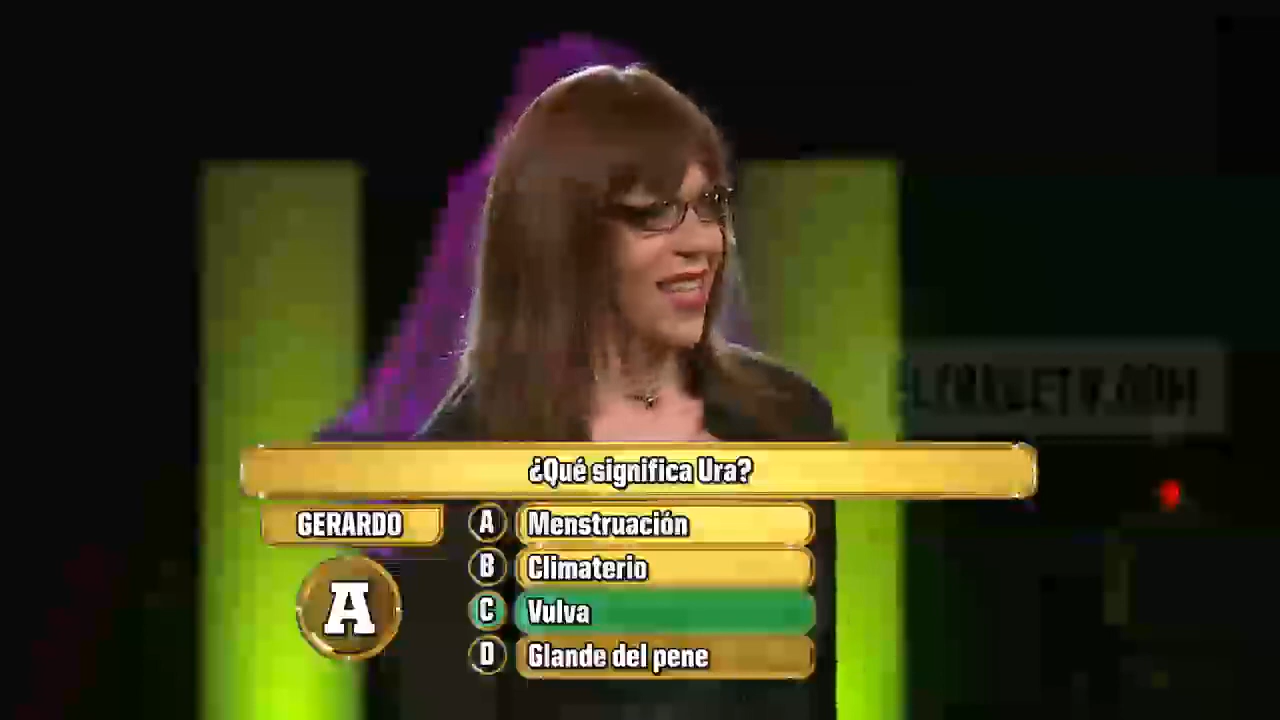 ¿Qué significa Ura?
GERARDO
A Menstruación
B Climaterio
C Vulva
D Glande del pene
A